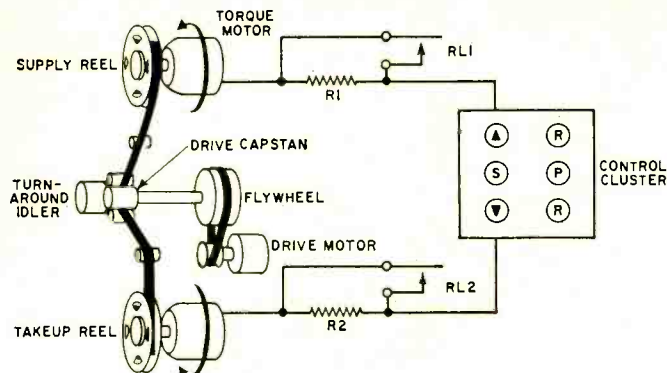 TORQUE
MOTOR
SUPPLY REEL
RL1
R1
DRIVE CAPSTAN
TURN-
AROUND
IDLER
FLYWHEEL
DRIVE MOTOR
▲ R
S P
▼ R
CONTROL
CLUSTER
RL2
R2
TAKEUP REEL